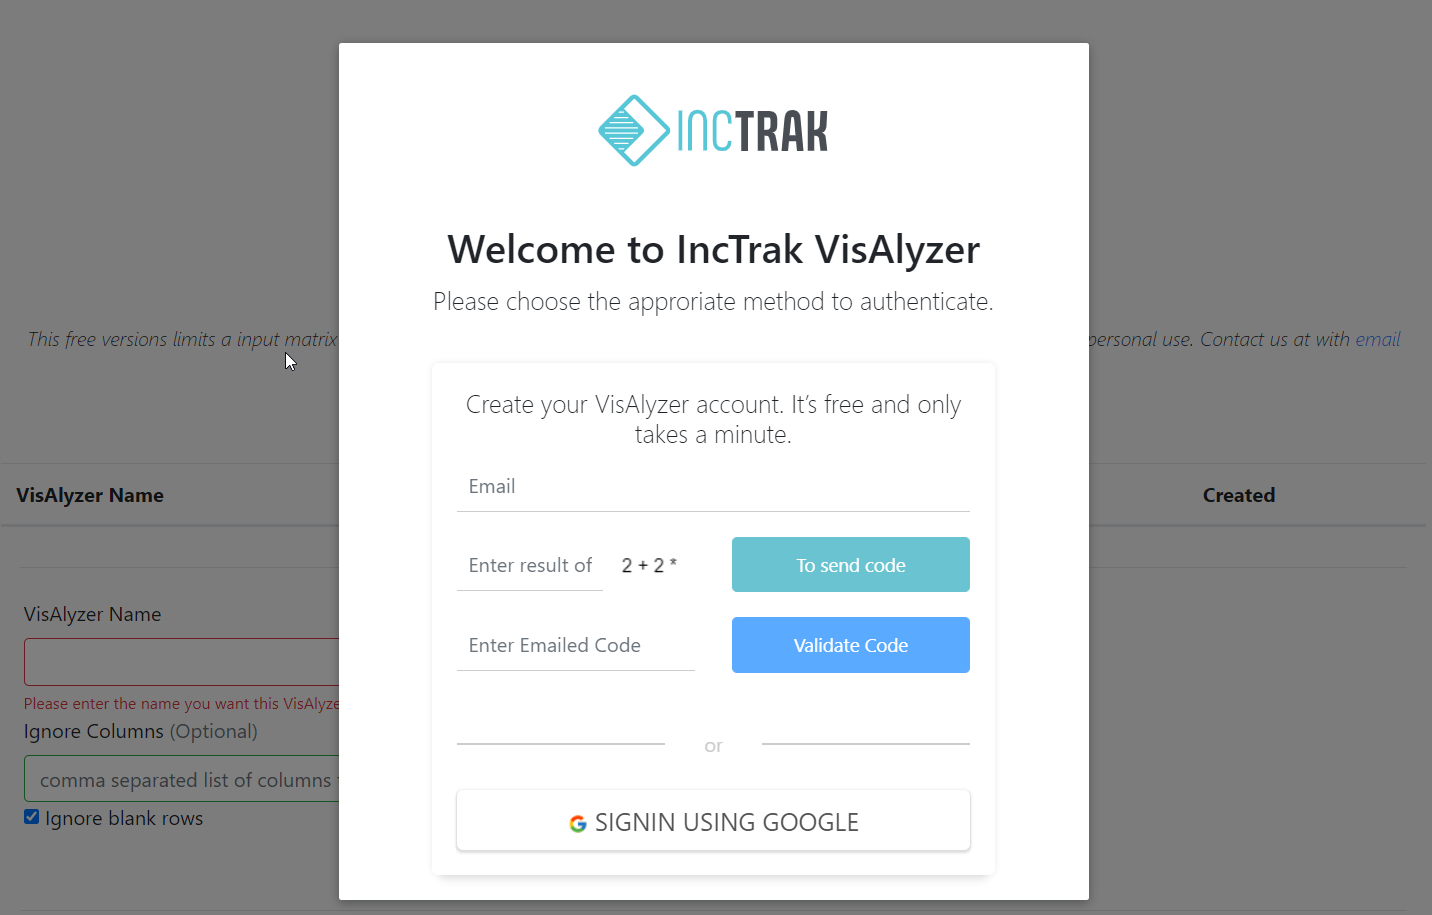 INCTRAK
Welcome to IncTrak VisAlyzer
Please choose the approriate method to authenticate.
This free versions limits a input matrix
personal use. Contact us at with email
Create your VisAlyzer account. It's free and only
takes a minute.
Email
VisAlyzer Name
Created
Enter result of 2 + 2 * To send code
VisAlyzer Name
Enter Emailed Code Validate Code
Please enter the name you want this
Ignore Columns (Optional)
or
comma separated list of columns
Ignore blank rows
SIGNIN USING GOOGLE